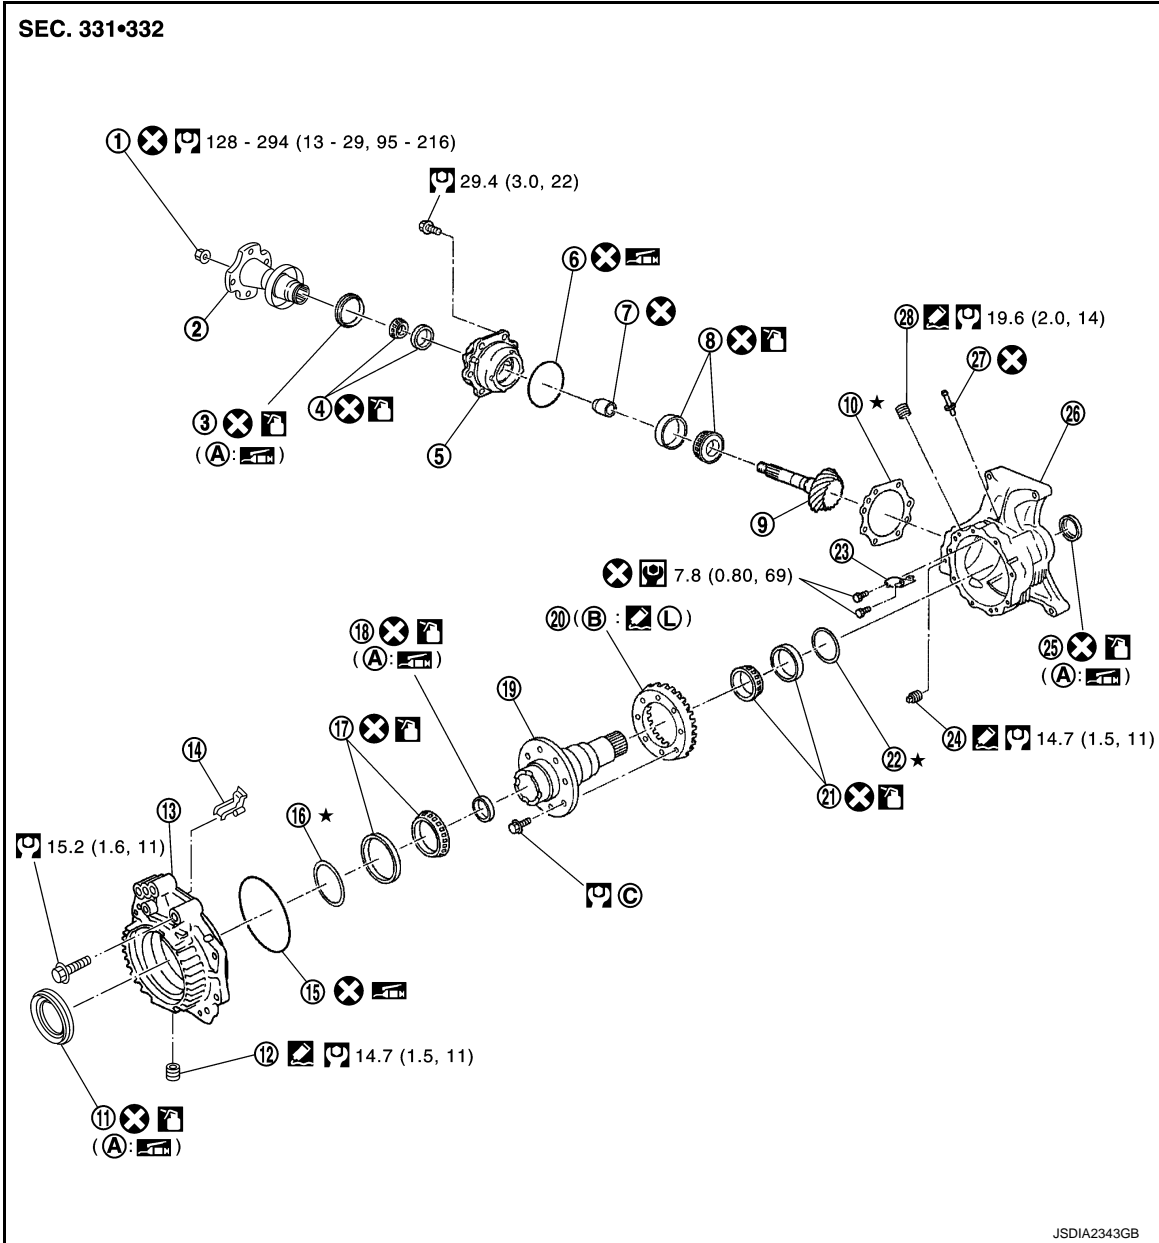 SEC. 331•332
1 128 - 294 (13 - 29, 95 - 216)
29.4 (3.0, 22)
6
2
7
28 19.6 (2.0, 14)
8
27
3
(A: )
4
10 ★
26
5
9
23
7.8 (0.80, 69)
20 (B : L)
18
(A: )
25
(A: )
19
17
24 14.7 (1.5, 11)
14
22 ★
21
13
16 ★
15.2 (1.6, 11)
C
15
12 14.7 (1.5, 11)
11
(A: )
JSDIA2343GB